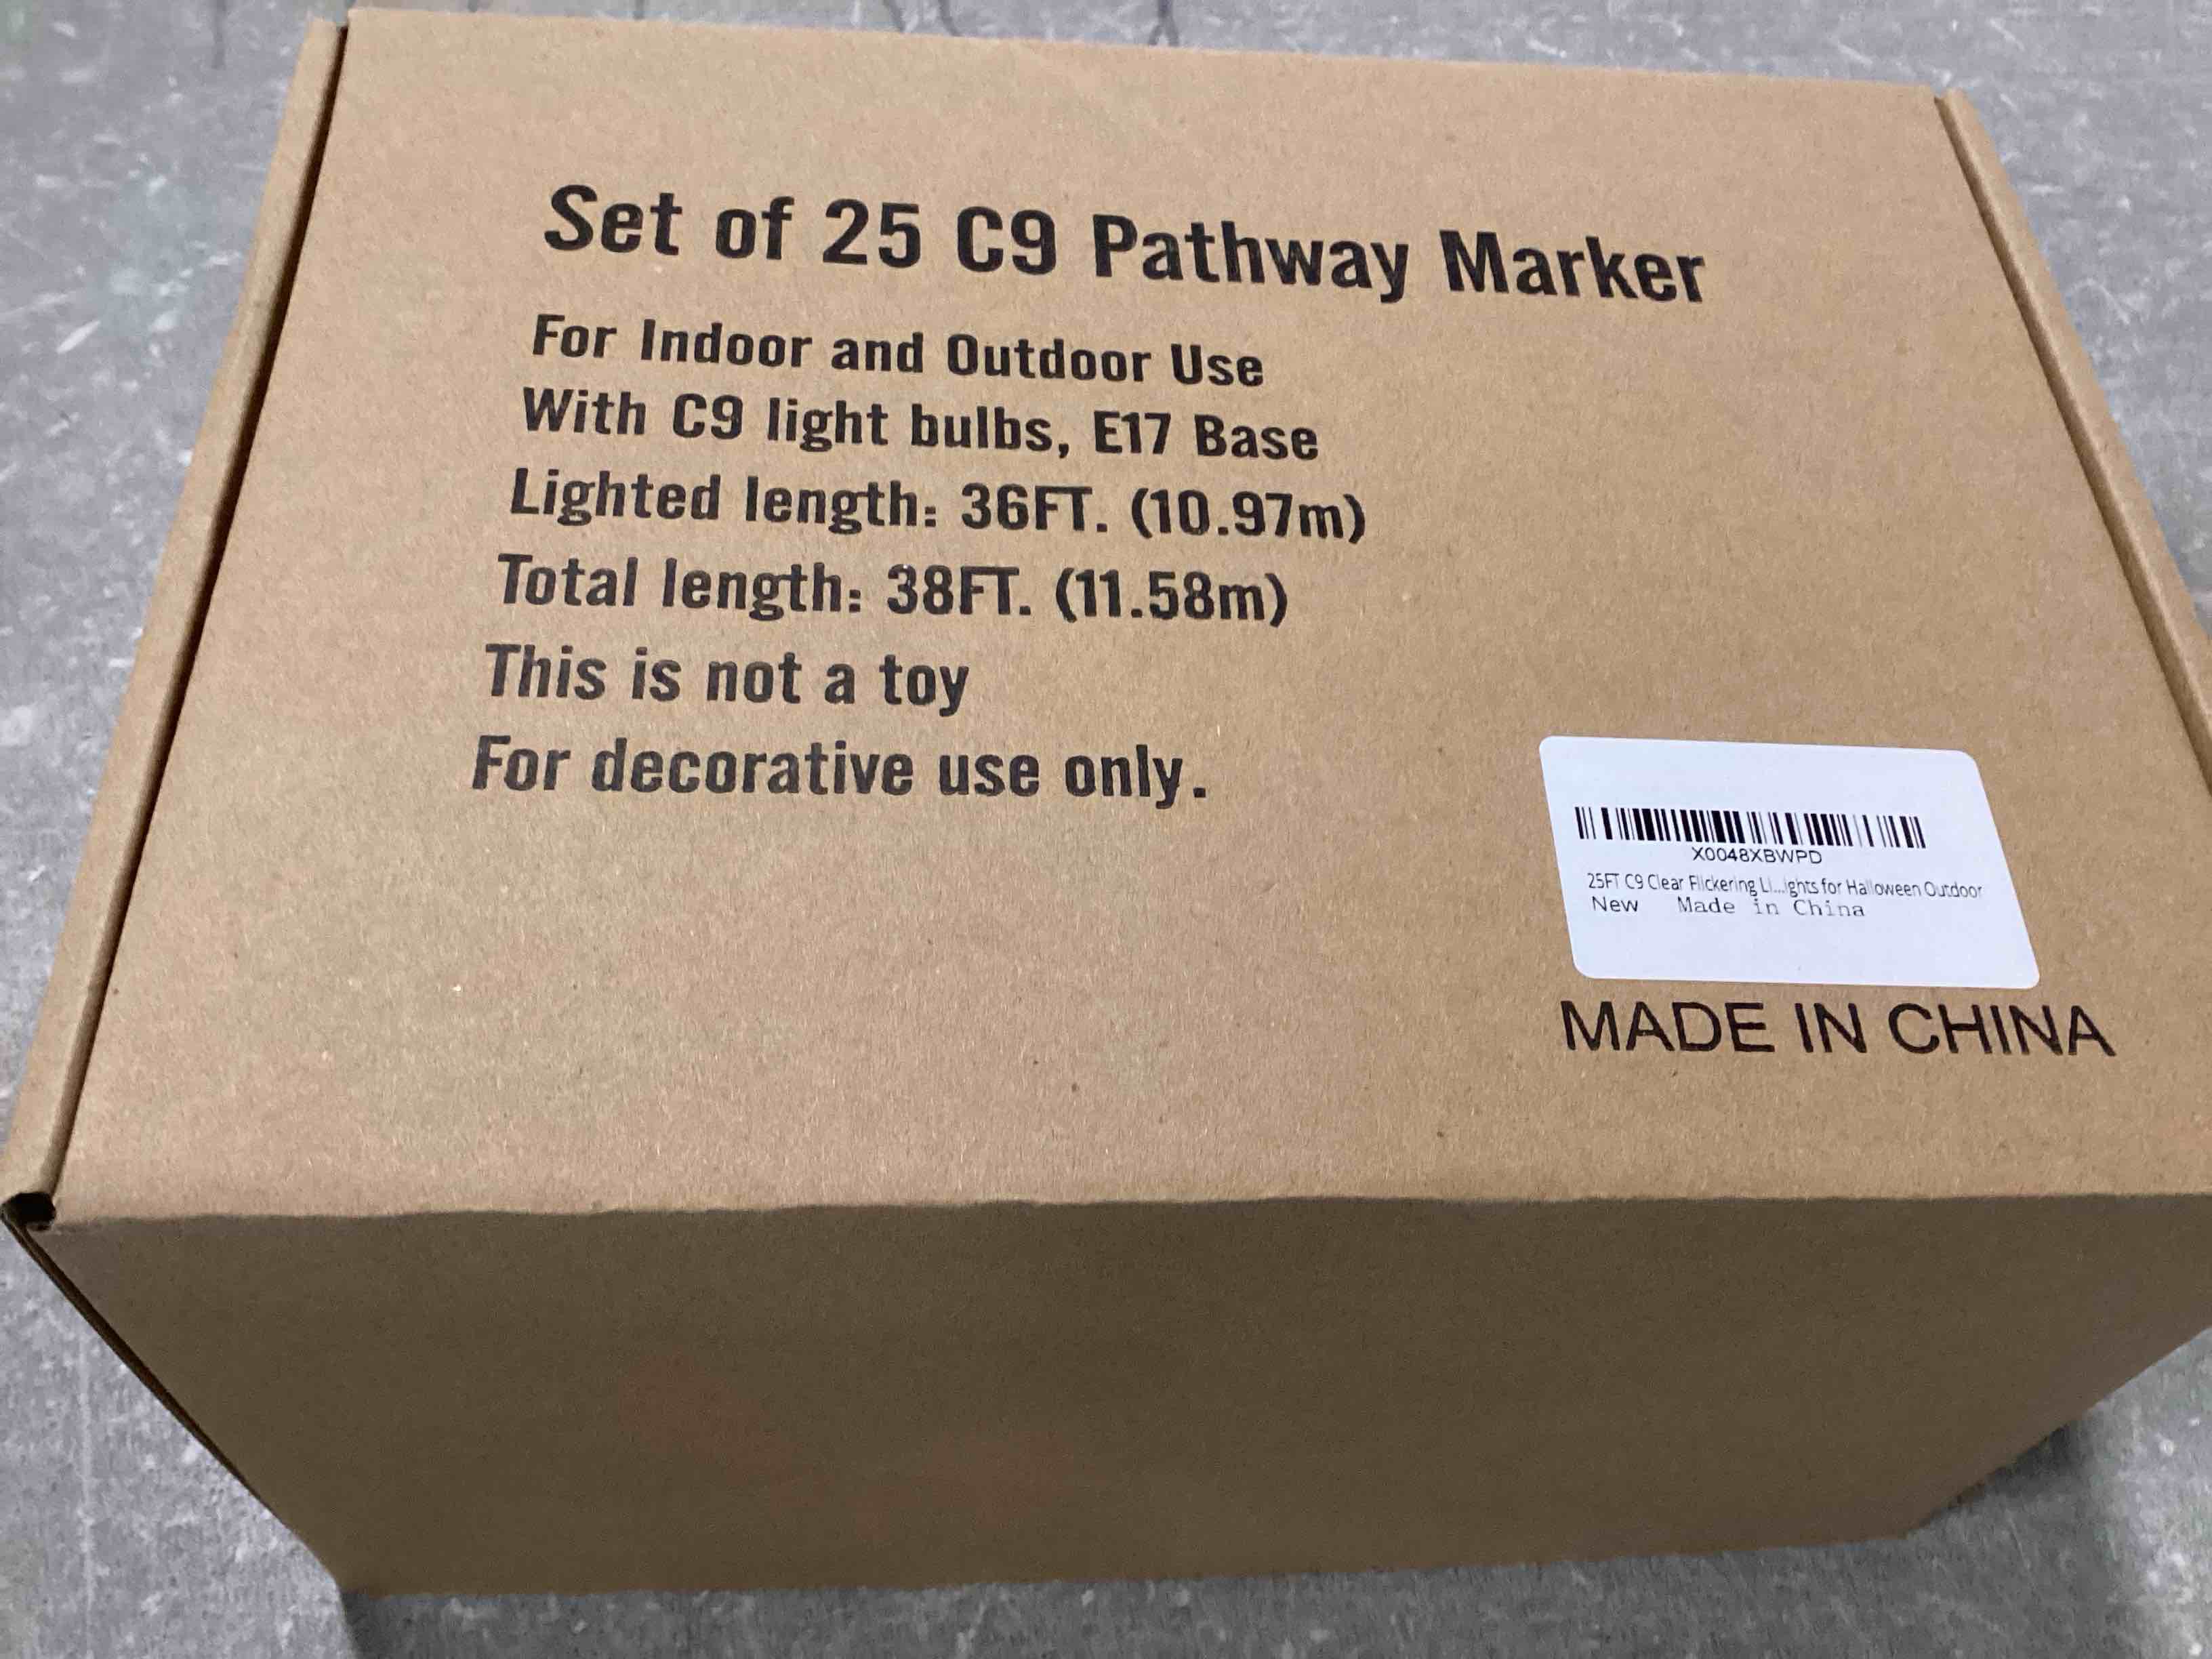 Set of 25 C9 Pathway Marker
For Indoor and Outdoor Use
With C9 light bulbs, E17 Base
Lighted length: 36FT. (10.97m)
Total length: 38FT. (11.58m)
This is not a toy
For decorative use only.
X0048XBWPD
25FT C9 Clear Flickering Li...ights for Halloween Outdoor
New Made in China
MADE IN CHINA